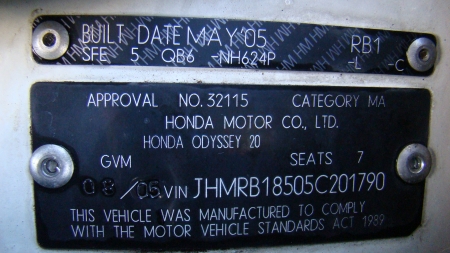 BUILT DATE MAY'05 RB1
SFE 5 QB6 -NH624P -L -C
APPROVAL NO. 32115 CATEGORY MA
HONDA MOTOR CO., LTD.
HONDA ODYSSEY 20
GVM SEATS 7
08/05 VIN JHMRB18505C201790
THIS VEHICLE WAS MANUFACTURED TO COMPLY
WITH THE MOTOR VEHICLE STANDARDS ACT 1989